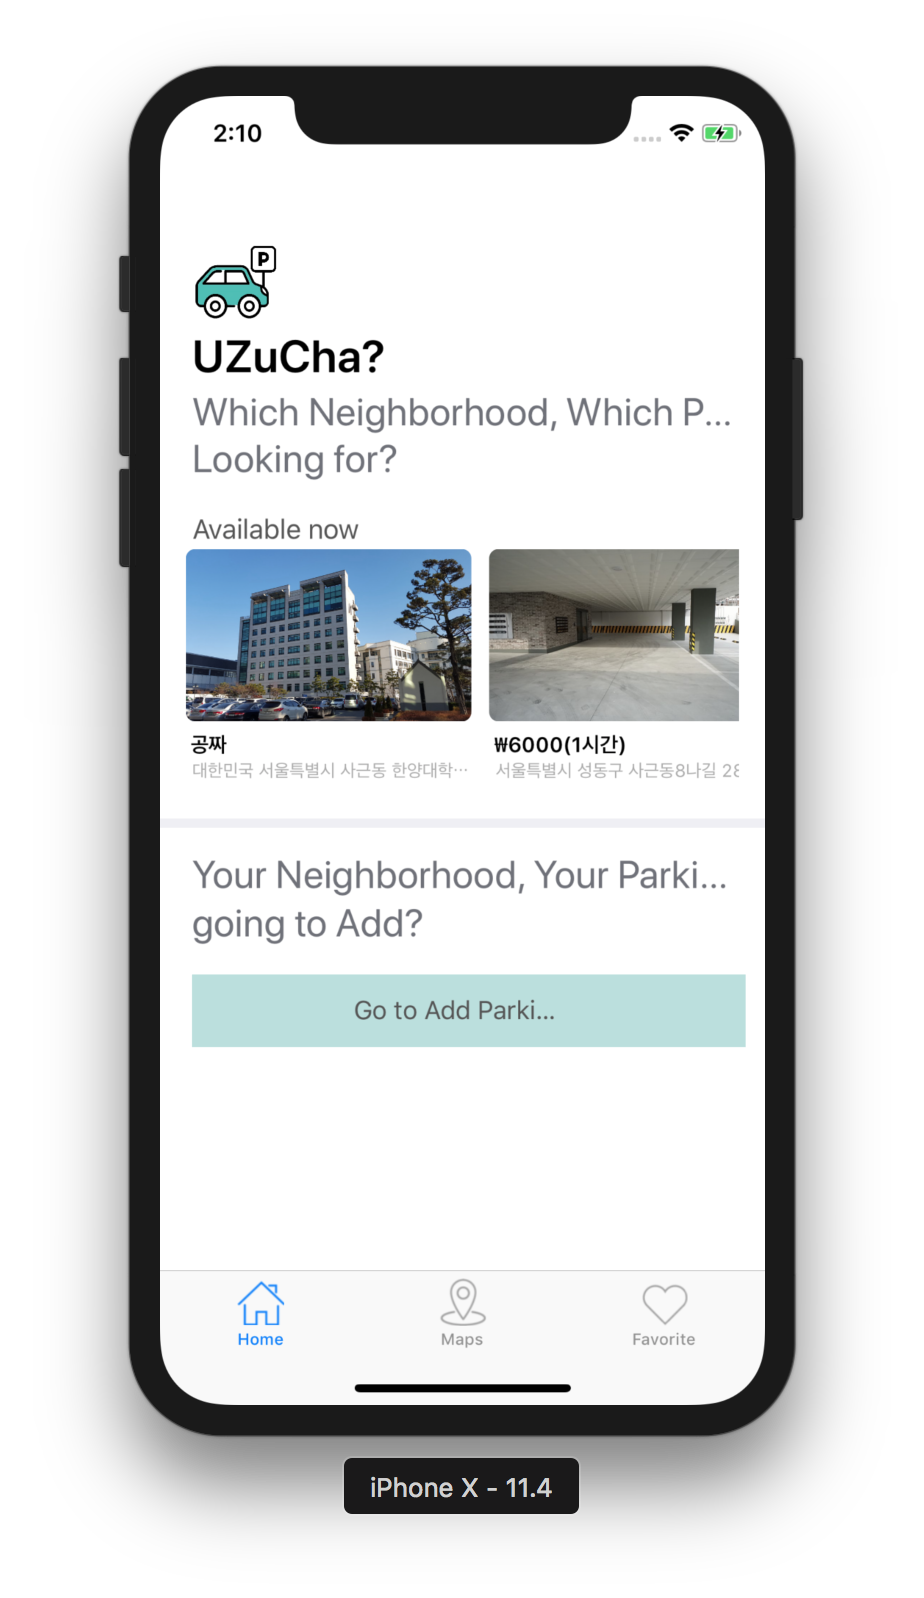 2:10
P
UZuCha?
Which Neighborhood, Which P...
Looking for?
Available now
공짜
₩6000(1시간)
대한민국 서울특별시 사근동 한양대학…
서울특별시 성동구 사근동8나길 28
Your Neighborhood, Your Parki...
going to Add?
Go to Add Parki...
Home
Maps
Favorite
iPhone X - 11.4